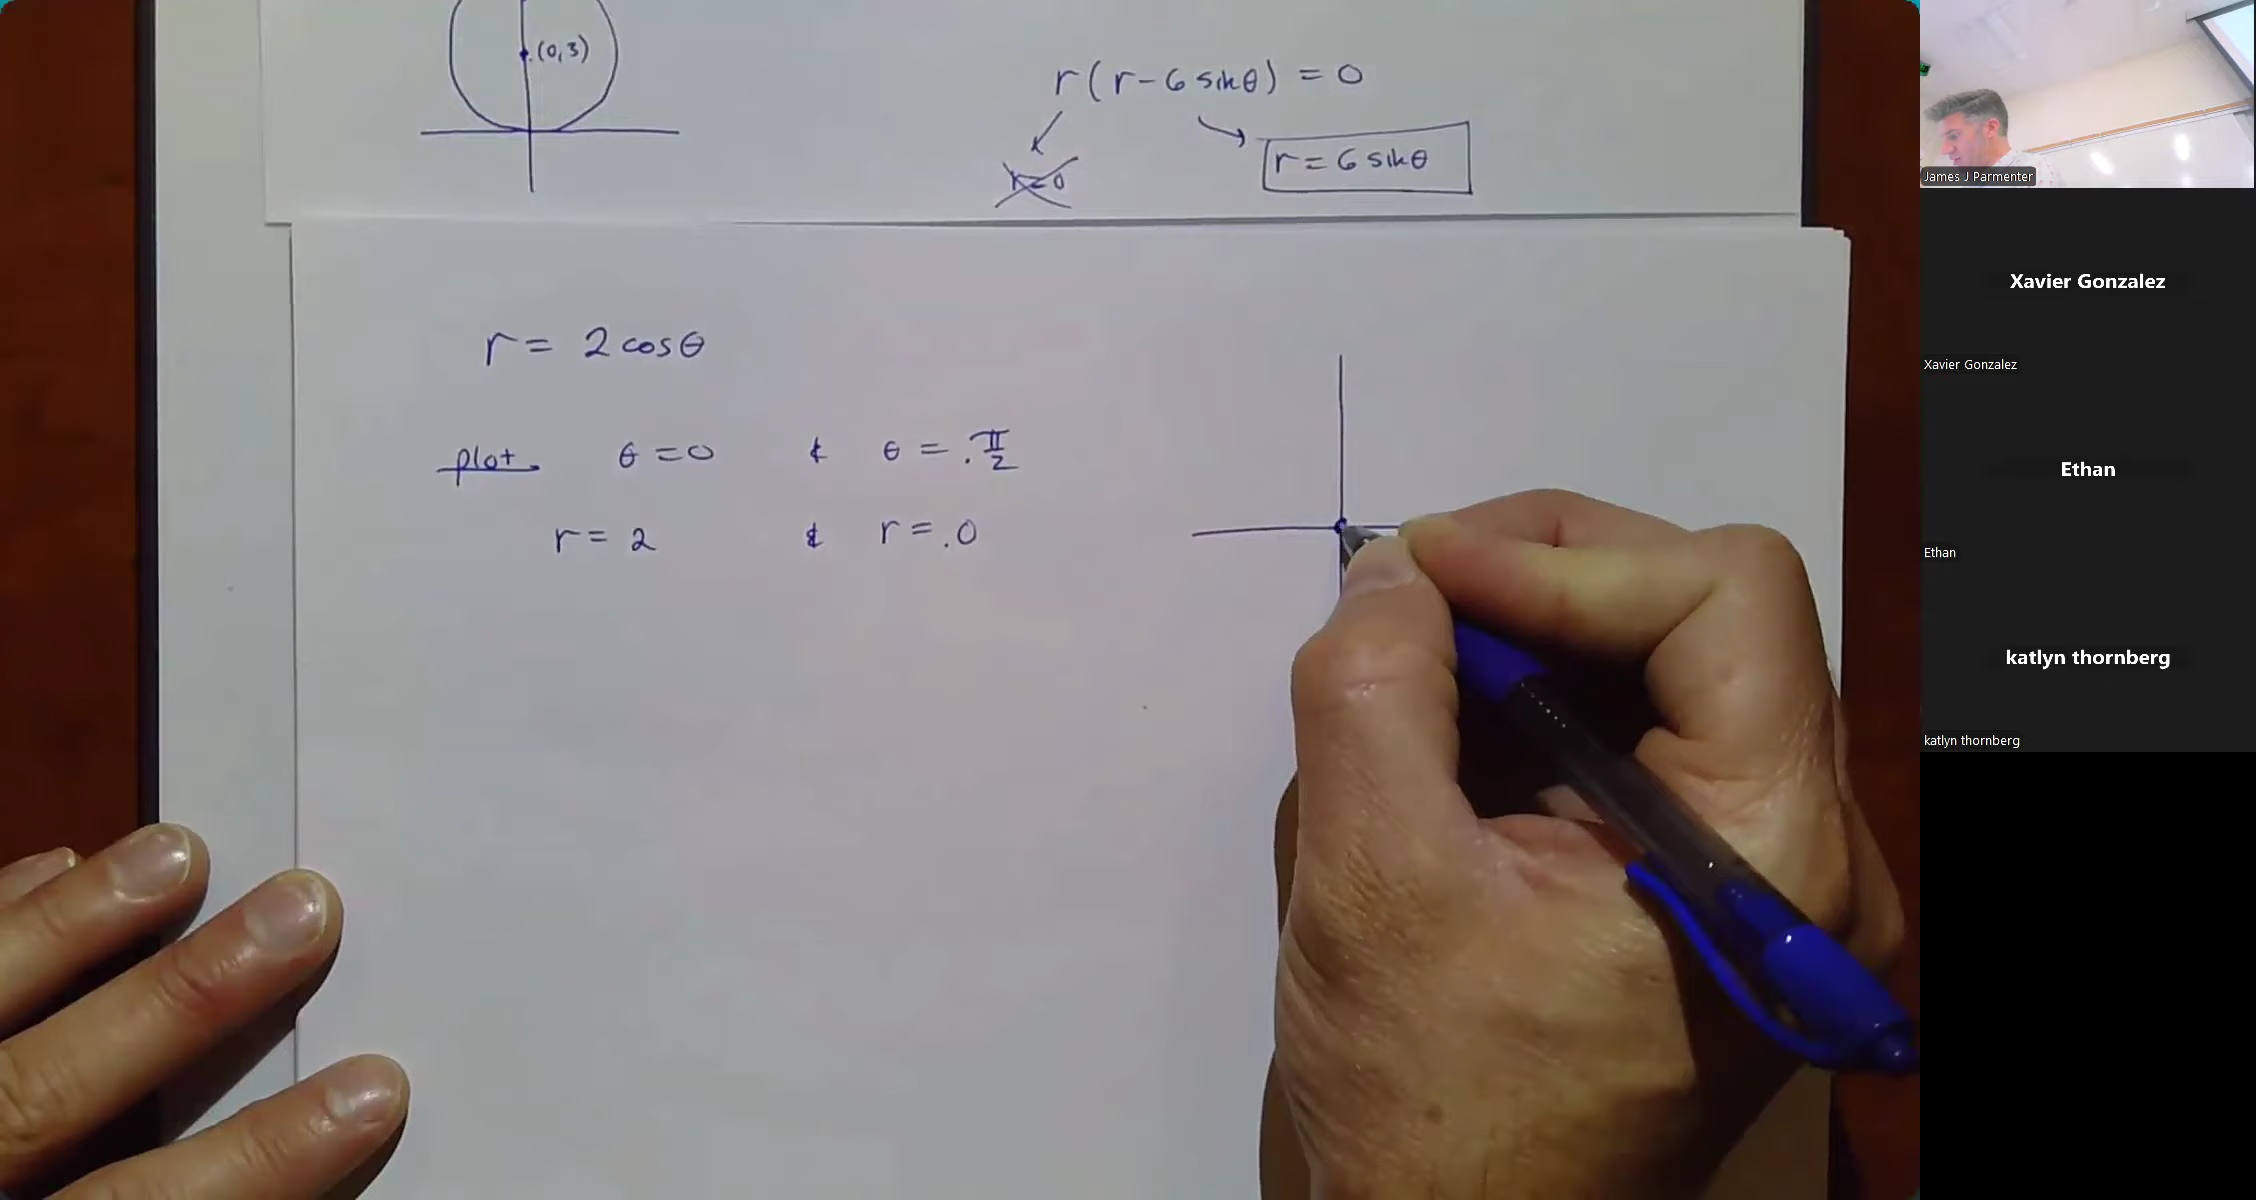 (0,3)
r(r-6 sinθ) = 0
r=0
r = 6 sinθ
r = 2 cosθ
plot θ = 0 & θ = π/2
r = 2 & r = 0
James J Parmenter
Xavier Gonzalez
Xavier Gonzalez
Ethan
Ethan
katlyn thornberg
katlyn thornberg